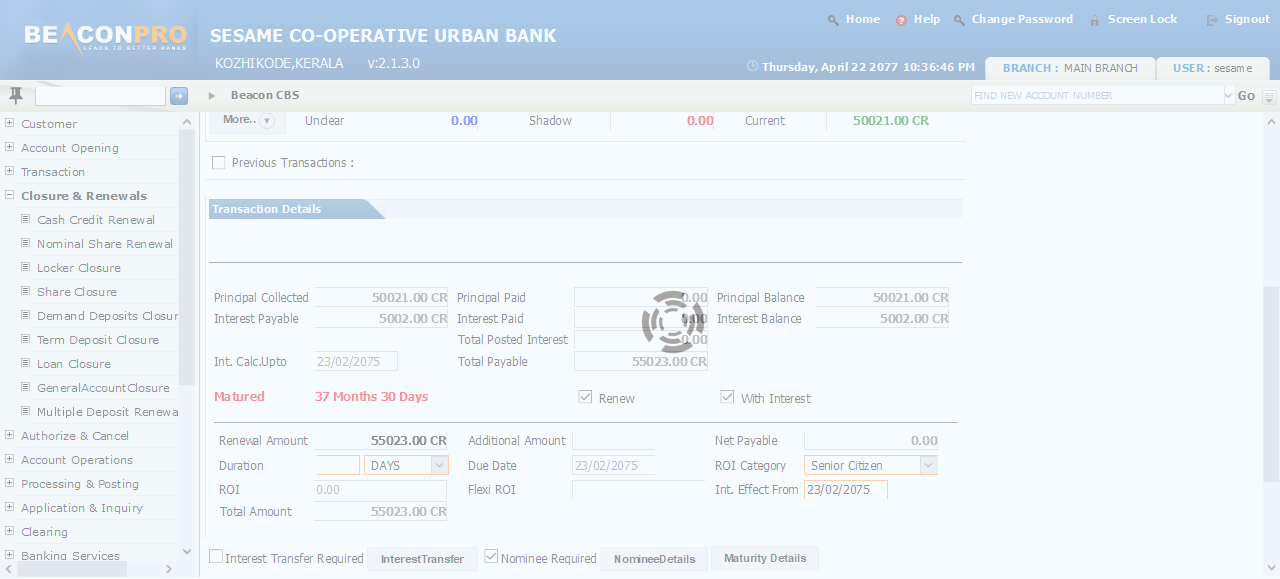 BEACONPRO
LEADS TO BETTER BANKS
Home Help Change Password Screen Lock Signout
SESAME CO-OPERATIVE URBAN BANK
KOZHIKODE,KERALA v:2.1.3.0
Thursday, April 22 2077 10:36:46 PM BRANCH : MAIN BRANCH USER : sesame
Beacon CBS FIND NEW ACCOUNT NUMBER Go
Customer
Account Opening
Transaction
Closure & Renewals
Cash Credit Renewal
Nominal Share Renewal
Locker Closure
Share Closure
Demand Deposits Closur
Term Deposit Closure
Loan Closure
GeneralAccountClosure
Multiple Deposit Renewa
Authorize & Cancel
Account Operations
Processing & Posting
Application & Inquiry
Clearing
Banking Services
More.. Unclear 0.00 Shadow 0.00 Current 50021.00 CR
Previous Transactions :
Transaction Details
Principal Collected 50021.00 CR Principal Paid 0.00 Principal Balance 50021.00 CR
Interest Payable 5002.00 CR Interest Paid 0.00 Interest Balance 5002.00 CR
Total Posted Interest 0.00
Int. Calc.Upto 23/02/2075 Total Payable 55023.00 CR
Matured 37 Months 30 Days Renew With Interest
Renewal Amount 55023.00 CR Additional Amount Net Payable 0.00
Duration DAYS Due Date 23/02/2075 ROI Category Senior Citizen
ROI 0.00 Flexi ROI Int. Effect From 23/02/2075
Total Amount 55023.00 CR
Interest Transfer Required InterestTransfer Nominee Required NomineeDetails Maturity Details